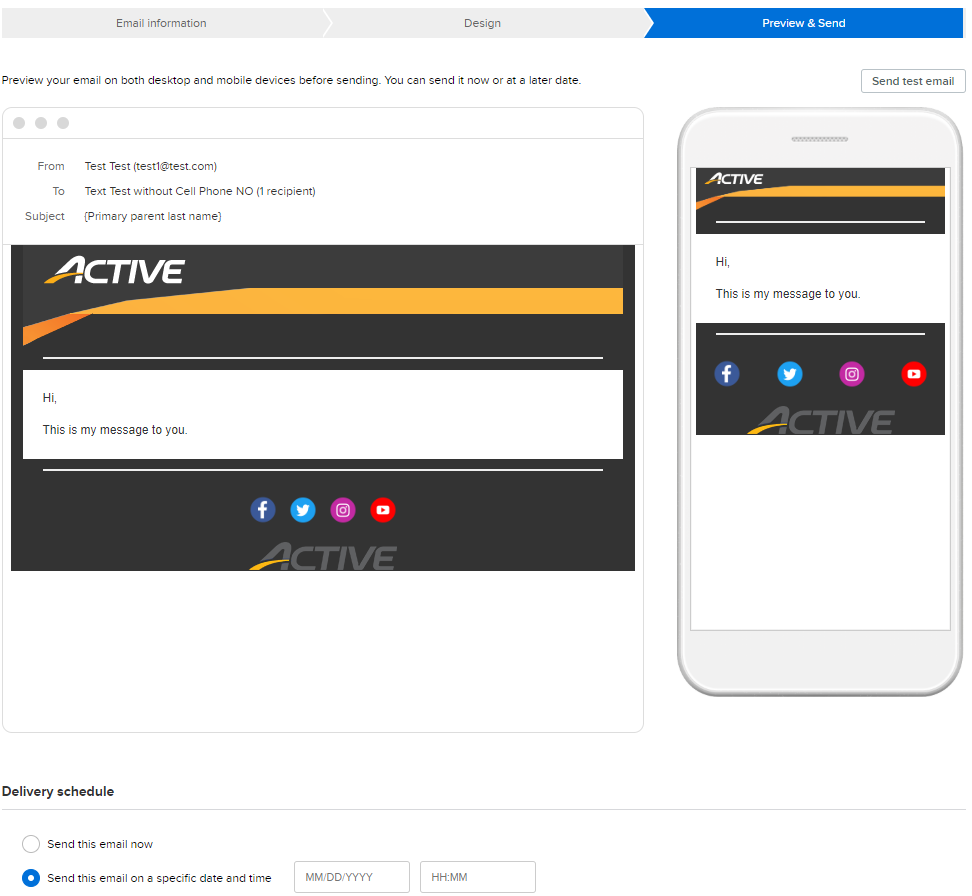 Email information
Design
Preview & Send
Preview your email on both desktop and mobile devices before sending. You can send it now or at a later date.
Send test email
From Test Test (test1@test.com)
To Text Test without Cell Phone NO (1 recipient)
Subject {Primary parent last name}
ACTIVE
Hi,
This is my message to you.
ACTIVE
ACTIVE
Hi,
This is my message to you.
ACTIVE
Delivery schedule
Send this email now
Send this email on a specific date and time MM/DD/YYYY HH:MM